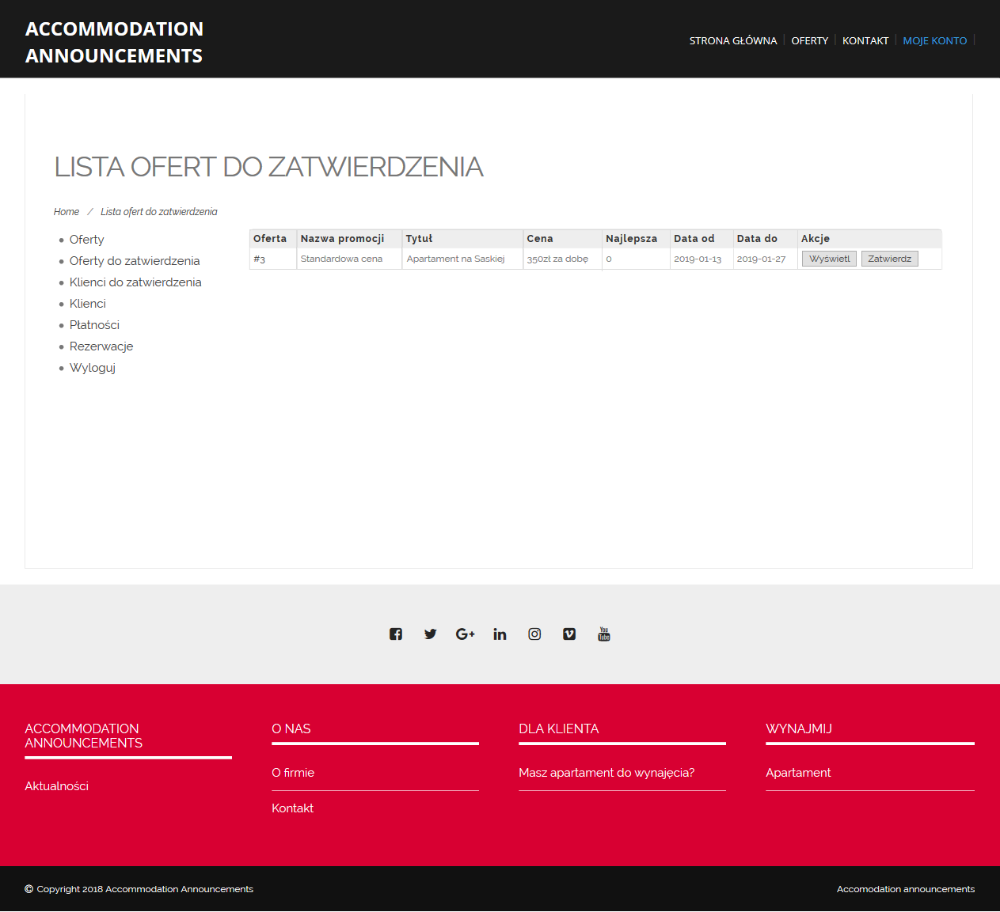 ACCOMMODATION
ANNOUNCEMENTS
STRONA GŁÓWNA
OFERTY
KONTAKT
MOJE KONTO
LISTA OFERT DO ZATWIERDZENIA
Home / Lista ofert do zatwierdzenia
Oferty
Oferty do zatwierdzenia
Klienci do zatwierdzenia
Klienci
Płatności
Rezerwacje
Wyloguj
Oferta Nazwa promocji Tytuł Cena Najlepsza Data od Data do Akcje
#3 Standardowa cena Apartament na Saskiej 350zł za dobę 0 2019-01-13 2019-01-27 Wyświetl Zatwierdz
You
Tube
ACCOMMODATION
ANNOUNCEMENTS
Aktualności
O NAS
O firmie
Kontakt
DLA KLIENTA
Masz apartament do wynajęcia?
WYNAJMIJ
Apartament
© Copyright 2018 Accommodation Announcements
Accomodation announcements